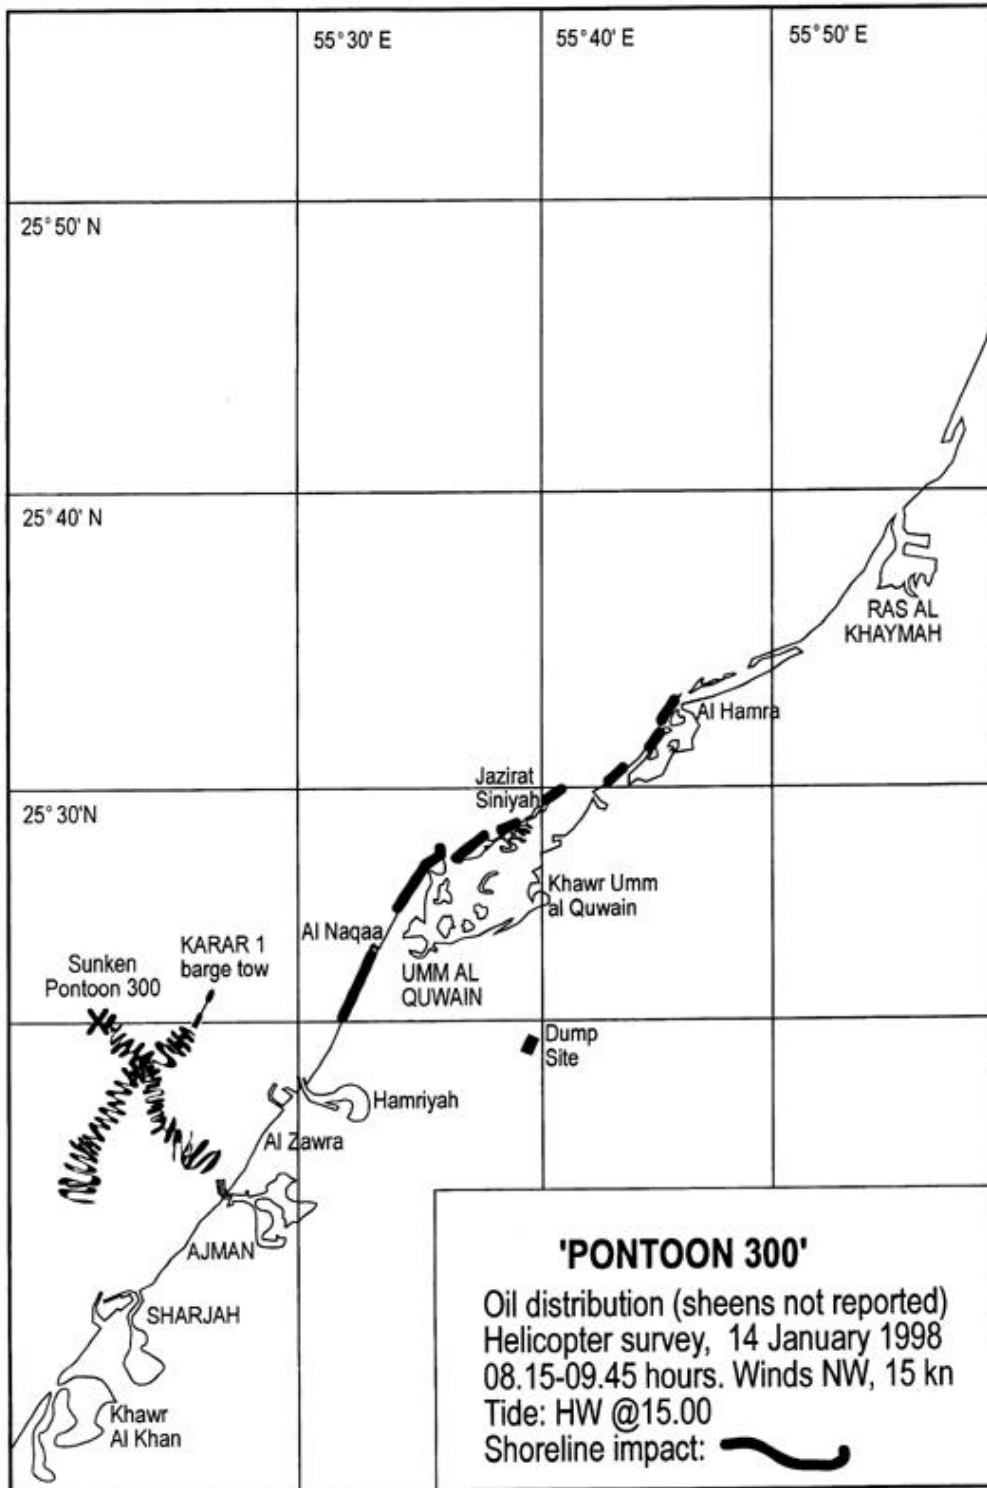 55° 30' E
55° 40' E
55° 50' E
25° 50' N
25° 40' N
RAS AL
KHAYMAH
Al Hamra
Jazirat
Siniyah
25° 30'N
Khawr Umm
al Quwain
Al Naqaa
KARAR 1
barge tow
Sunken
Pontoon 300
UMM AL
QUWAIN
Dump
Site
Hamriyah
Al Zawra
AJMAN
SHARJAH
Khawr
Al Khan
'PONTOON 300'
Oil distribution (sheens not reported)
Helicopter survey, 14 January 1998
08.15-09.45 hours. Winds NW, 15 kn
Tide: HW @15.00
Shoreline impact: